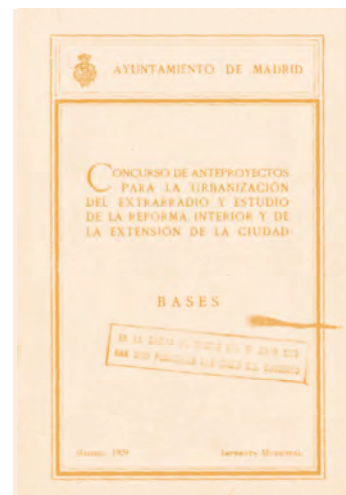 AYUNTAMIENTO DE MADRID
CONCURSO DE ANTEPROYECTOS
PARA LA URBANIZACIÓN
DEL EXTRARRADIO Y ESTUDIO
DE LA REFORMA INTERIOR Y DE
LA EXTENSIÓN DE LA CIUDAD
BASES
MADRID, 1929
IMPRENTA MUNICIPAL